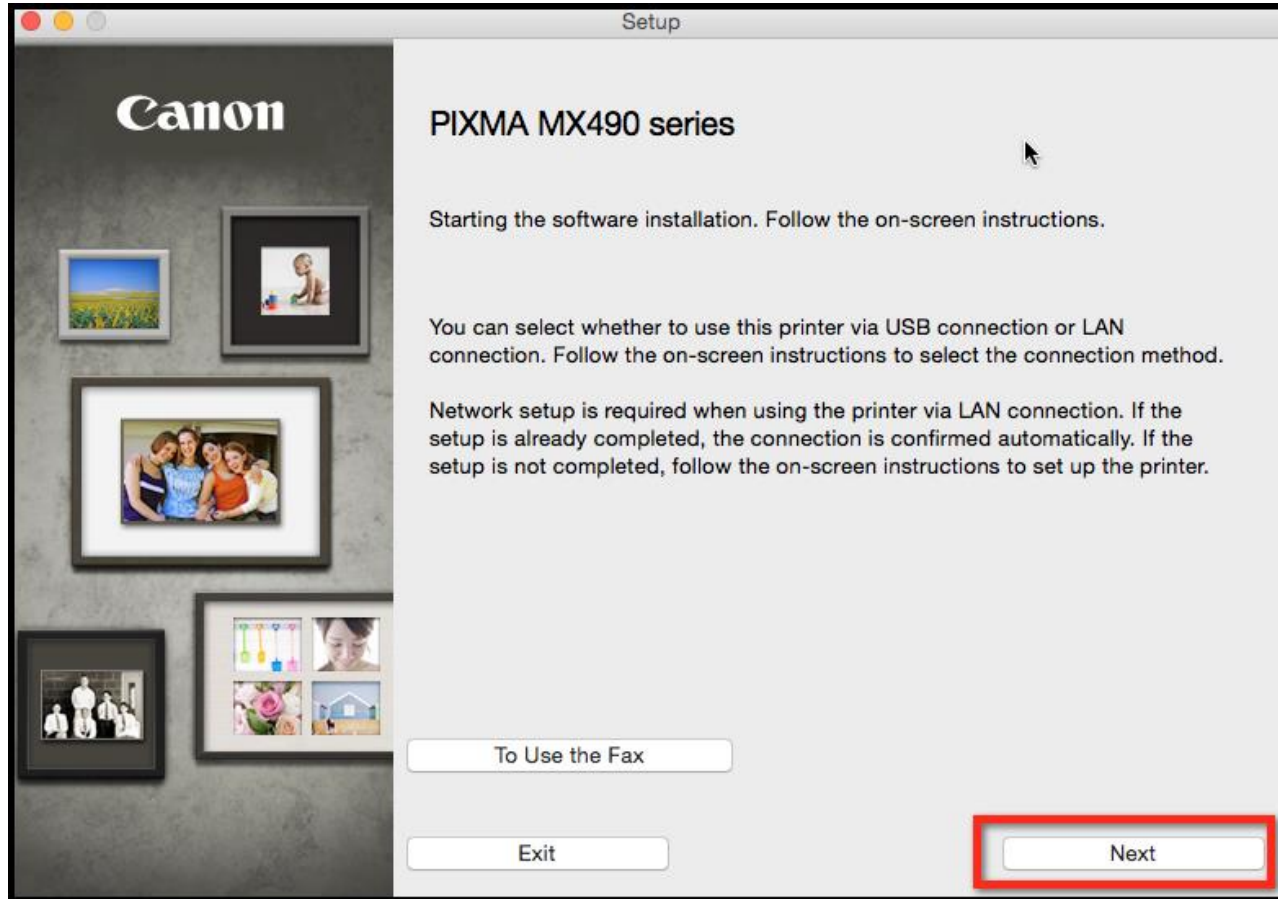 Setup
Canon
PIXMA MX490 series
Starting the software installation. Follow the on-screen instructions.
You can select whether to use this printer via USB connection or LAN
connection. Follow the on-screen instructions to select the connection method.
Network setup is required when using the printer via LAN connection. If the
setup is already completed, the connection is confirmed automatically. If the
setup is not completed, follow the on-screen instructions to set up the printer.
To Use the Fax
Exit
Next